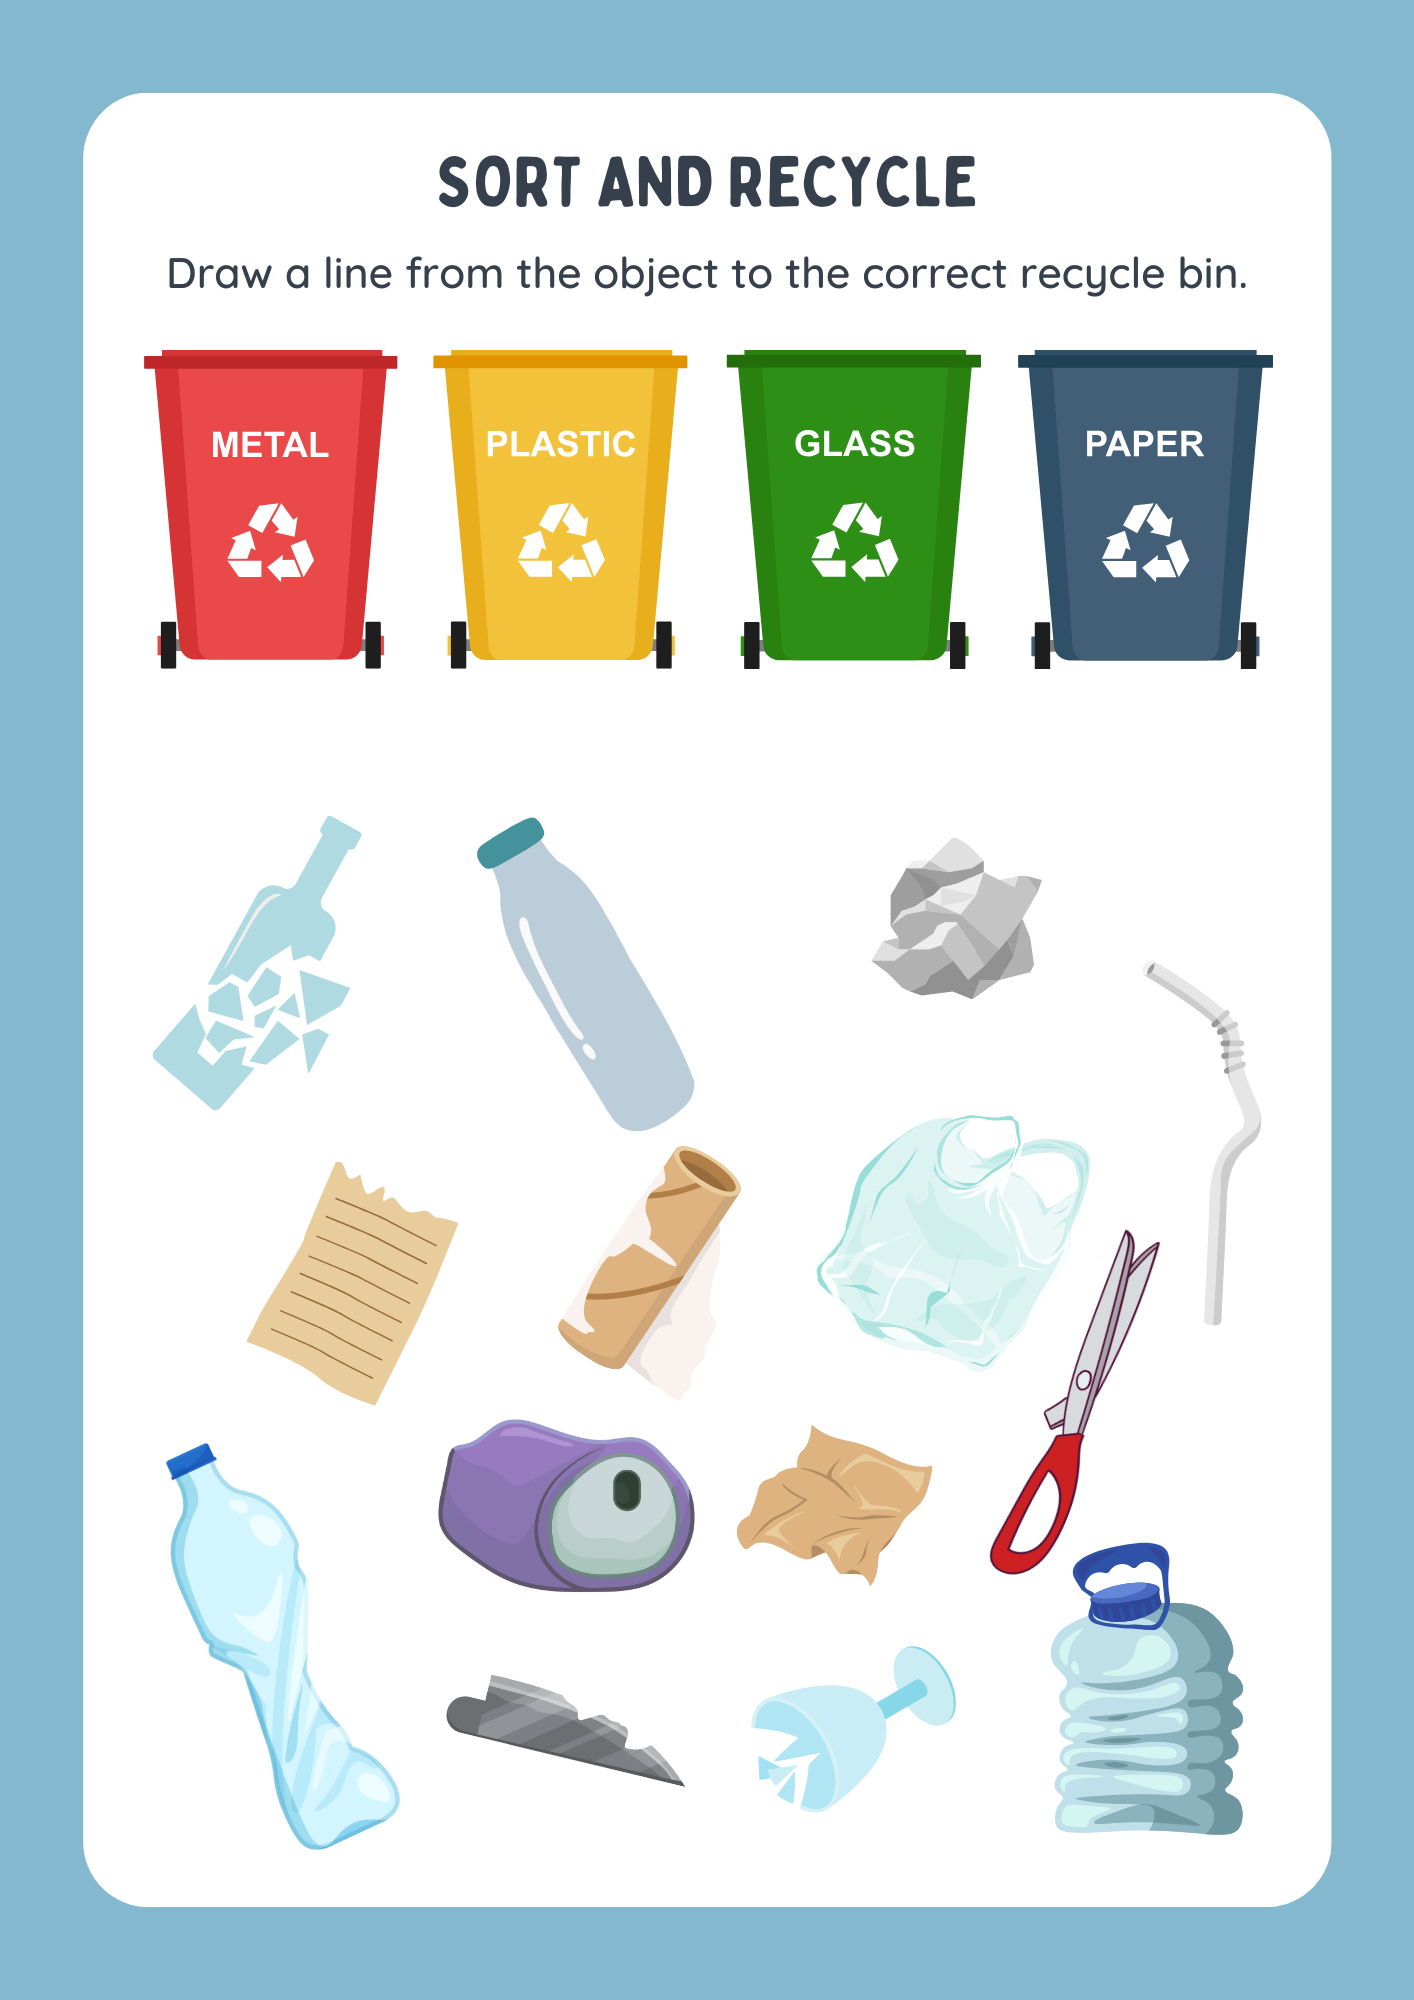 SORT AND RECYCLE
Draw a line from the object to the correct recycle bin.
METAL
PLASTIC
GLASS
PAPER